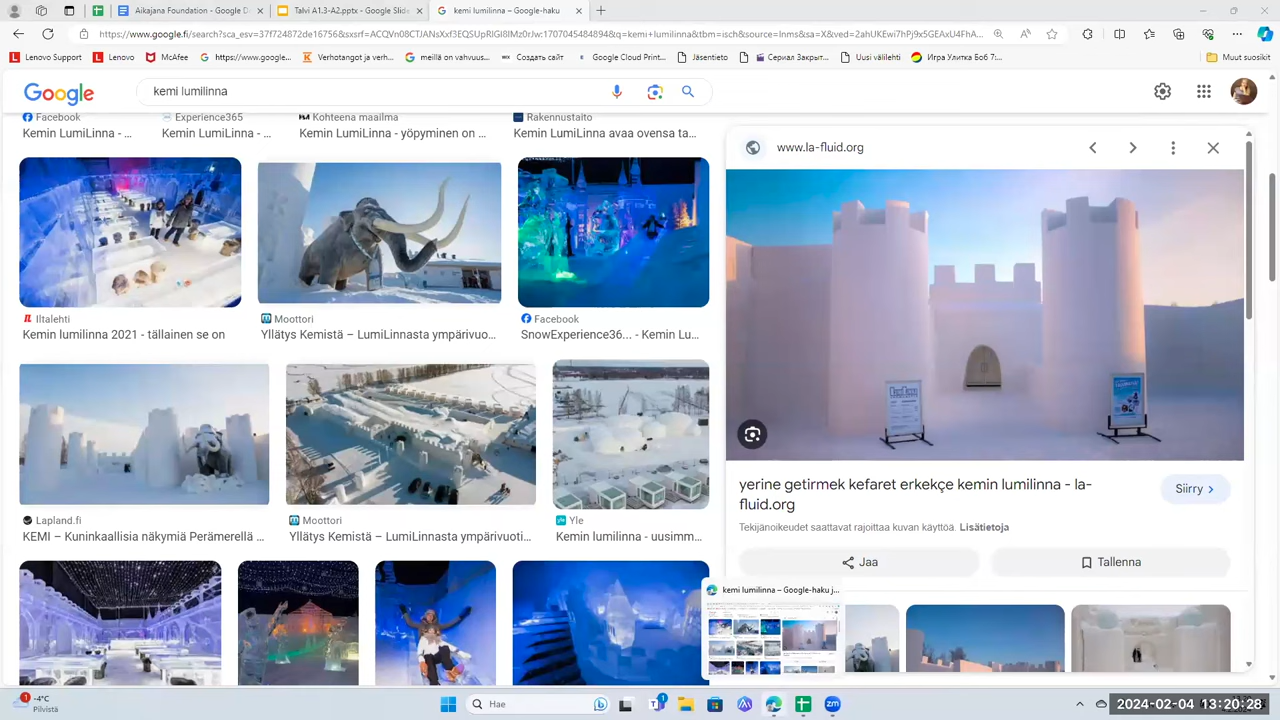 Aikajana Foundation - Google D
Talvi A1.3-A2.pptx - Google Slide
kemi lumilinna – Google-haku
https://www.google.fi/search?sca_esv=37f724872de16756&sxsrf=ACQVn08CTJANsXxf3EQSUpRlGI8IMz0rJw:1707045484894&q=kemi+lumilinna&tbm=isch&source=lnms&sa=X&ved=2ahUKEwi7hPj9x5GEAxU4FhA...
Lenovo Support
Lenovo
McAfee
https://www.google...
Verhotangot ja verh...
meillä on vahvuus...
Создать сайт
Google Cloud Print...
Jäsentieto
Сериал Закрыт...
Uusi välilehti
Игра Улитка Боб 7...
Muut suosikit
Google
kemi lumilinna
Facebook
Experience365
Kohteena maailma
Rakennustaito
Kemin LumiLinna - ...
Kemin LumiLinna - ...
Kemin LumiLinna - yöpyminen on ...
Kemin LumiLinna avaa ovensa ta...
www.la-fluid.org
Iltalehti
Moottori
Facebook
Kemin lumilinna 2021 - tällainen se on
Yllätys Kemistä – LumiLinnasta ympärivuo...
SnowExperience36... - Kemin Lu...
yerine getirmek kefaret erkekçe kemin lumilinna - la-
fluid.org
Siirry
Tekijänoikeudet saattavat rajoittaa kuvan käyttöä. Lisätietoja
Lapland.fi
Moottori
Yle
KEMI – Kuninkaallisia näkymiä Perämerellä ...
Yllätys Kemistä – LumiLinnasta ympärivuoti...
Kemin lumilinna - uusimm...
Jaa
Tallenna
kemi lumilinna – Google-haku j...
1
-4°C
Pilvistä
Hae
1
zm
2024-02-04 13:20:28